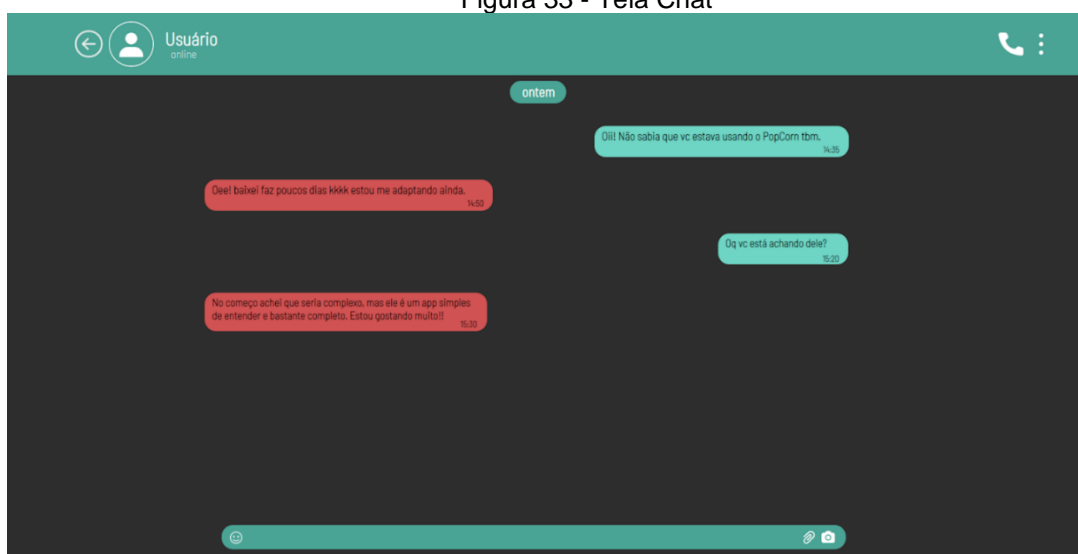 Figura 33 - Tela Chat
Usuário
online
ontem
Oii! Não sabia que vc estava usando o PopCorn tbm.
14:35
Oee! baixei faz poucos dias kkkk estou me adaptando ainda.
14:50
Oq vc está achando dele?
15:20
No começo achei que seria complexo, mas ele é um app simples
de entender e bastante completo. Estou gostando muito!!
15:30